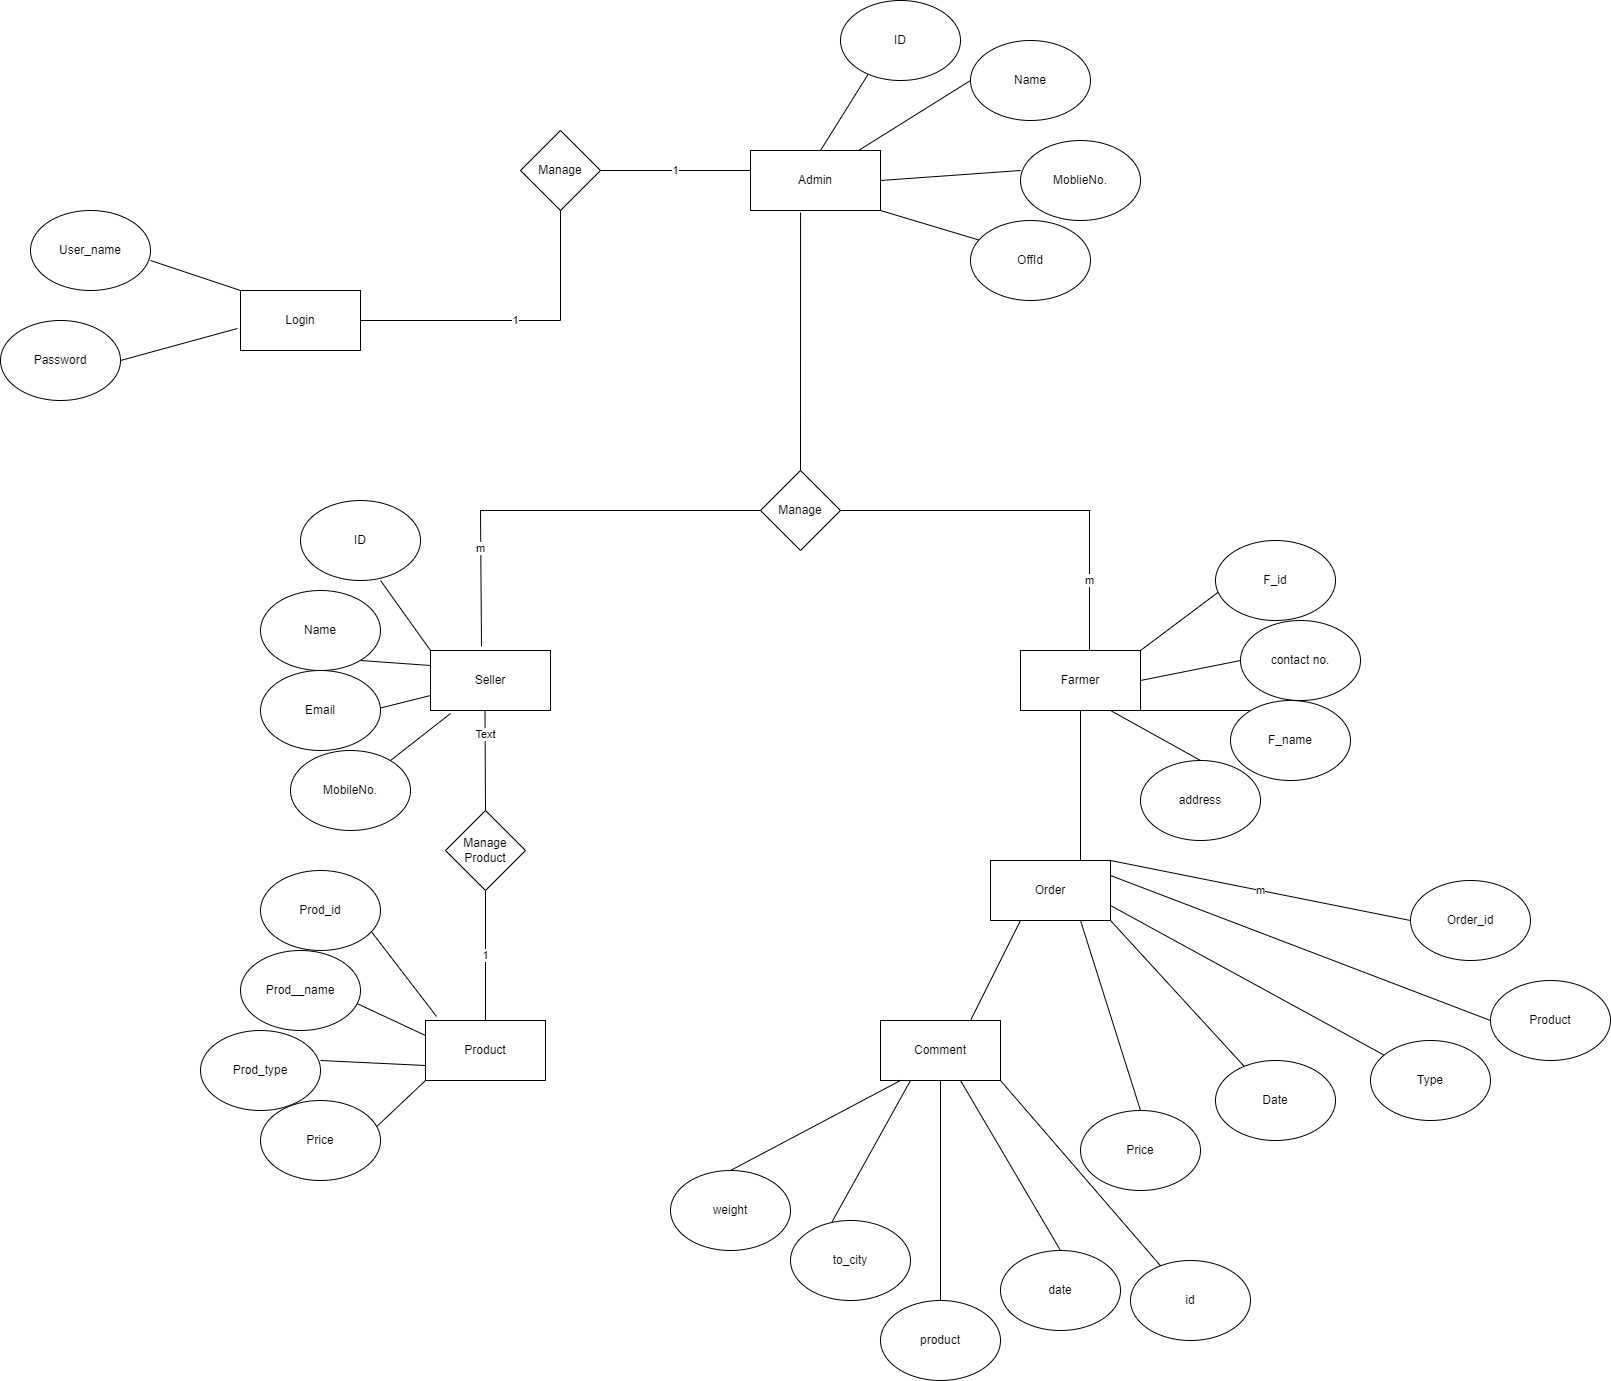 ID
Name
MoblieNo.
OffId
Manage
1
Admin
User_name
Login
1
Password
Manage
m
m
ID
Name
Email
MobileNo.
Seller
Text
Manage
Product
F_id
contact no.
F_name
address
Farmer
Prod_id
Prod__name
Prod_type
Price
1
Product
Order
m
Order_id
Product
Type
Date
Price
Comment
weight
to_city
product
date
id